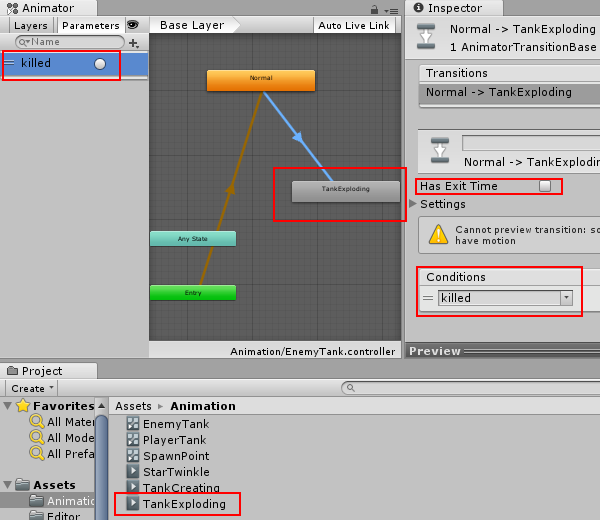 Animator
Layers
Parameters
Name
killed
Base Layer
Auto Live Link
Normal
TankExploding
Any State
Entry
Animation/EnemyTank.controller
Inspector
Normal -> TankExploding
1 AnimatorTransitionBase
Transitions
Normal -> TankExploding
Normal -> TankExplodin
Has Exit Time
Settings
Cannot preview transition: so
have motion
Conditions
killed
Preview
Project
Create
Favorites
All Mater
All Mode
All Prefa
Assets
Animatio
Editor
Assets ▸ Animation
EnemyTank
PlayerTank
SpawnPoint
StarTwinkle
TankCreating
TankExploding